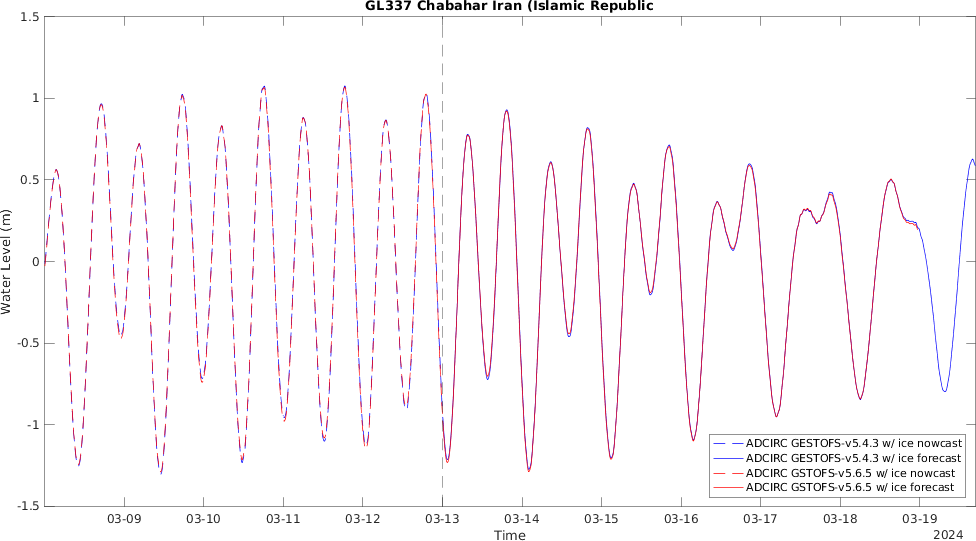 GL337 Chabahar Iran (Islamic Republic
1.5
1
0.5
0
-0.5
-1
-1.5
Water Level (m)
ADCIRC GESTOFS-v5.4.3 w/ ice nowcast
ADCIRC GESTOFS-v5.4.3 w/ ice forecast
ADCIRC GSTOFS-v5.6.5 w/ ice nowcast
ADCIRC GSTOFS-v5.6.5 w/ ice forecast
03-09 03-10 03-11 03-12 03-13 03-14 03-15 03-16 03-17 03-18 03-19
Time
2024